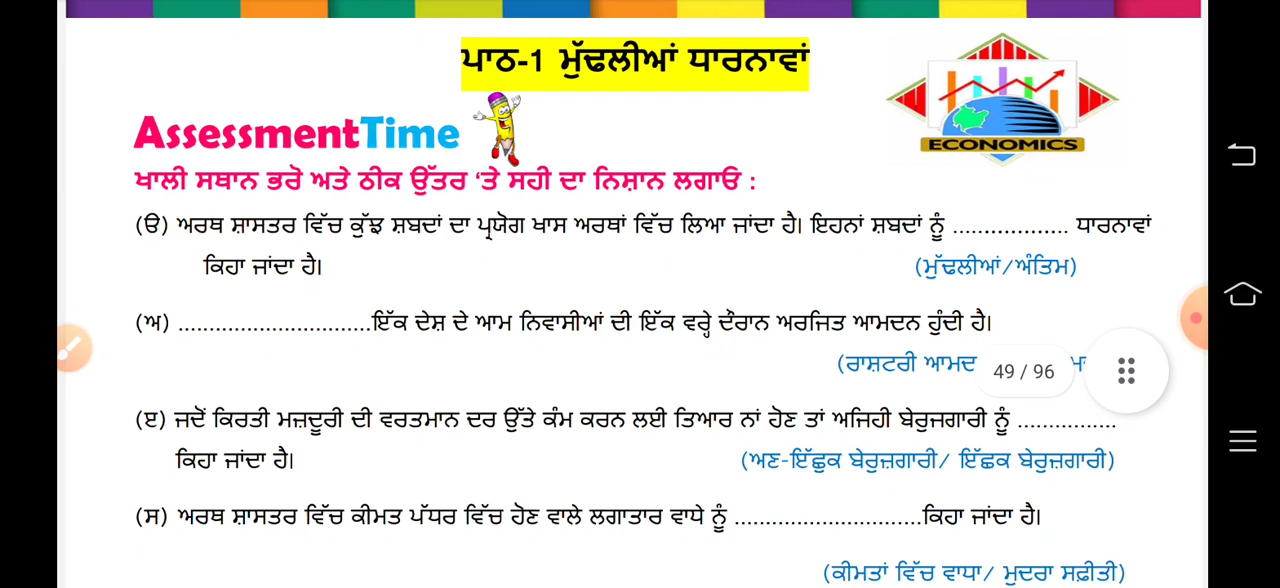 ਪਾਠ-1 ਮੁੱਢਲੀਆਂ ਧਾਰਨਾਵਾਂ
ECONOMICS
AssessmentTime
ਖਾਲੀ ਸਥਾਨ ਭਰੋ ਅਤੇ ਠੀਕ ਉੱਤਰ ‘ਤੇ ਸਹੀ ਦਾ ਨਿਸ਼ਾਨ ਲਗਾਓ :
(ੳ) ਅਰਥ ਸ਼ਾਸਤਰ ਵਿੱਚ ਕੁੱਝ ਸ਼ਬਦਾਂ ਦਾ ਪ੍ਰਯੋਗ ਖਾਸ ਅਰਥਾਂ ਵਿੱਚ ਲਿਆ ਜਾਂਦਾ ਹੈ। ਇਹਨਾਂ ਸ਼ਬਦਾਂ ਨੂੰ .................. ਧਾਰਨਾਵਾਂ
ਕਿਹਾ ਜਾਂਦਾ ਹੈ।
(ਮੁੱਢਲੀਆਂ/ਅੰਤਿਮ)
(ਅ) ...............................ਇੱਕ ਦੇਸ਼ ਦੇ ਆਮ ਨਿਵਾਸੀਆਂ ਦੀ ਇੱਕ ਵਰ੍ਹੇ ਦੌਰਾਨ ਅਰਜਿਤ ਆਮਦਨ ਹੁੰਦੀ ਹੈ।
(ਰਾਸ਼ਟਰੀ ਆਮਦ
49 / 96
(ੲ) ਜਦੋਂ ਕਿਰਤੀ ਮਜ਼ਦੂਰੀ ਦੀ ਵਰਤਮਾਨ ਦਰ ਉੱਤੇ ਕੰਮ ਕਰਨ ਲਈ ਤਿਆਰ ਨਾਂ ਹੋਣ ਤਾਂ ਅਜਿਹੀ ਬੇਰੁਜਗਾਰੀ ਨੂੰ ................
ਕਿਹਾ ਜਾਂਦਾ ਹੈ।
(ਅਣ-ਇੱਛੁਕ ਬੇਰੁਜ਼ਗਾਰੀ/ ਇੱਛਕ ਬੇਰੁਜ਼ਗਾਰੀ)
(ਸ) ਅਰਥ ਸ਼ਾਸਤਰ ਵਿੱਚ ਕੀਮਤ ਪੱਧਰ ਵਿੱਚ ਹੋਣ ਵਾਲੇ ਲਗਾਤਾਰ ਵਾਧੇ ਨੂੰ ..............................ਕਿਹਾ ਜਾਂਦਾ ਹੈ।
(ਕੀਮਤਾਂ ਵਿੱਚ ਵਾਧਾ/ ਮੁਦਰਾ ਸਫ਼ੀਤੀ)